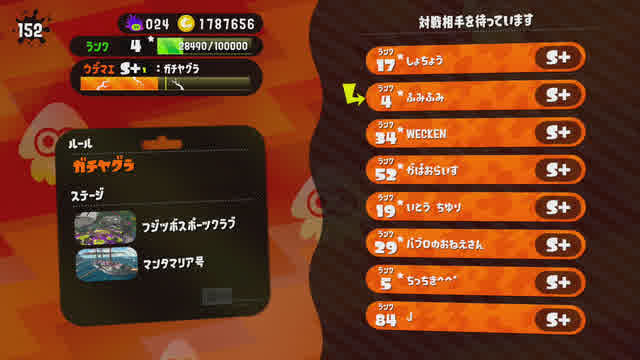 152
024 1787656
ランク 4★ 28490/100000
ウデマエ S+1 :ガチヤグラ
ルール
ガチヤグラ
ステージ
フジツボスポーツクラブ
マンタマリア号
対戦相手を待っています
ランク 17★ しょちょう S+
ランク 4★ ふみふみ S+
ランク 34★ WECKEN S+
ランク 52★ がぱおらいす S+
ランク 19★ いとう ちゆり S+
ランク 29★ パブロのおねえさん S+
ランク 5★ ちっちき^^* S+
ランク 84 J S+